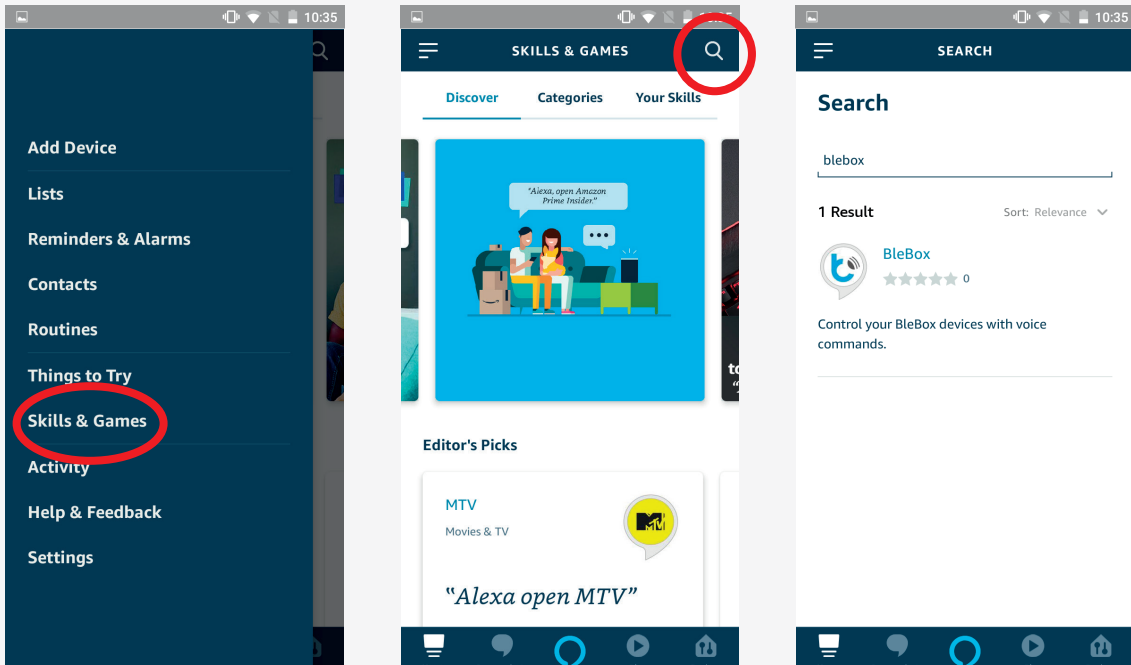 10:35
Add Device
Lists
Reminders & Alarms
Contacts
Routines
Things to Try
Skills & Games
Activity
Help & Feedback
Settings
SKILLS & GAMES
Discover Categories Your Skills
"Alexa, open Amazon
Prime Insider."
Editor's Picks
MTV
Movies & TV
"Alexa open MTV"
10:35
SEARCH
Search
blebox
1 Result Sort: Relevance
BleBox
0
Control your BleBox devices with voice
commands.